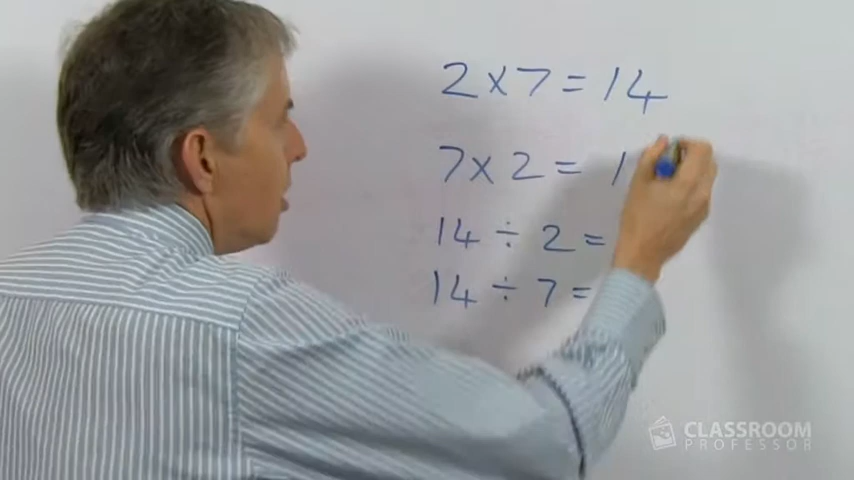 2 x 7 = 14
7 x 2 = 1
14 ÷ 2 =
14 ÷ 7 =
CLASSROOM
PROFESSOR